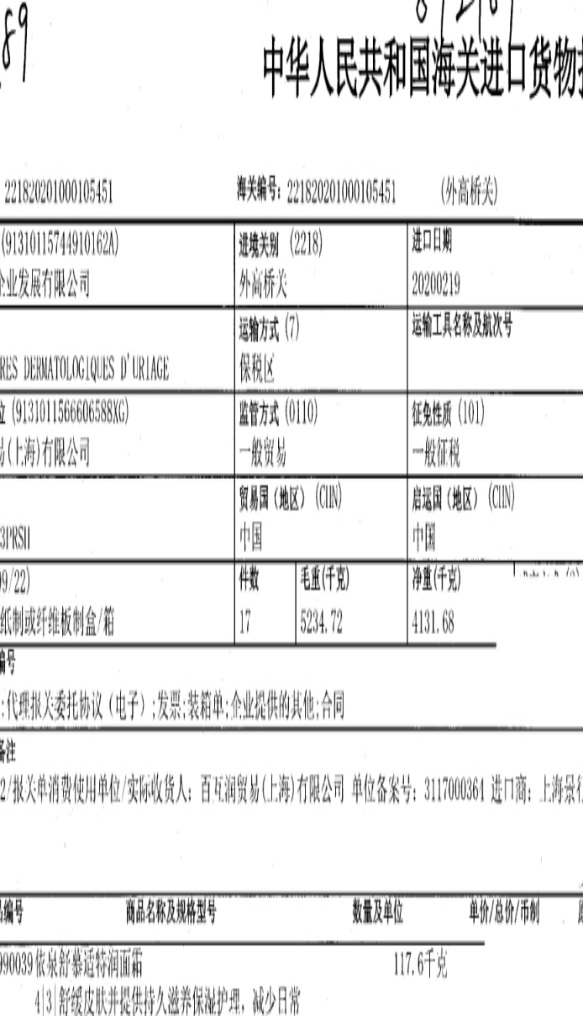 89
中华人民共和国海关进口货物
221820201000105451 海关编号：221820201000105451 (外高桥关)
(91310115744910162A) 进境关别 (2218) 进口日期
企业发展有限公司 外高桥关 20200219
运输方式 (7) 运输工具名称及航次号
RES DERMATOLOGIQUES D'URIAGE 保税区
位 (9131011566606588XG) 监管方式 (0110) 征免性质 (101)
易(上海)有限公司 一般贸易 一般征税
贸易国（地区） (CHN) 启运国（地区） (CHN)
3PRSH 中国 中国
99/22) 件数 毛重(千克) 净重(千克)
纸制或纤维板制盒/箱 17 5234.72 4131.68
编号
:代理报关委托协议（电子）;发票;装箱单;企业提供的其他;合同
备注
2/报关单消费使用单位/实际收货人：百互润贸易(上海)有限公司 单位备案号：3117000364 进口商：上海景行
品编号 商品名称及规格型号 数量及单位 单价/总价/币制
990039依泉舒慕适特润面霜 117.6千克
4|3|舒缓皮肤并提供持久滋养保湿护理，减少日常